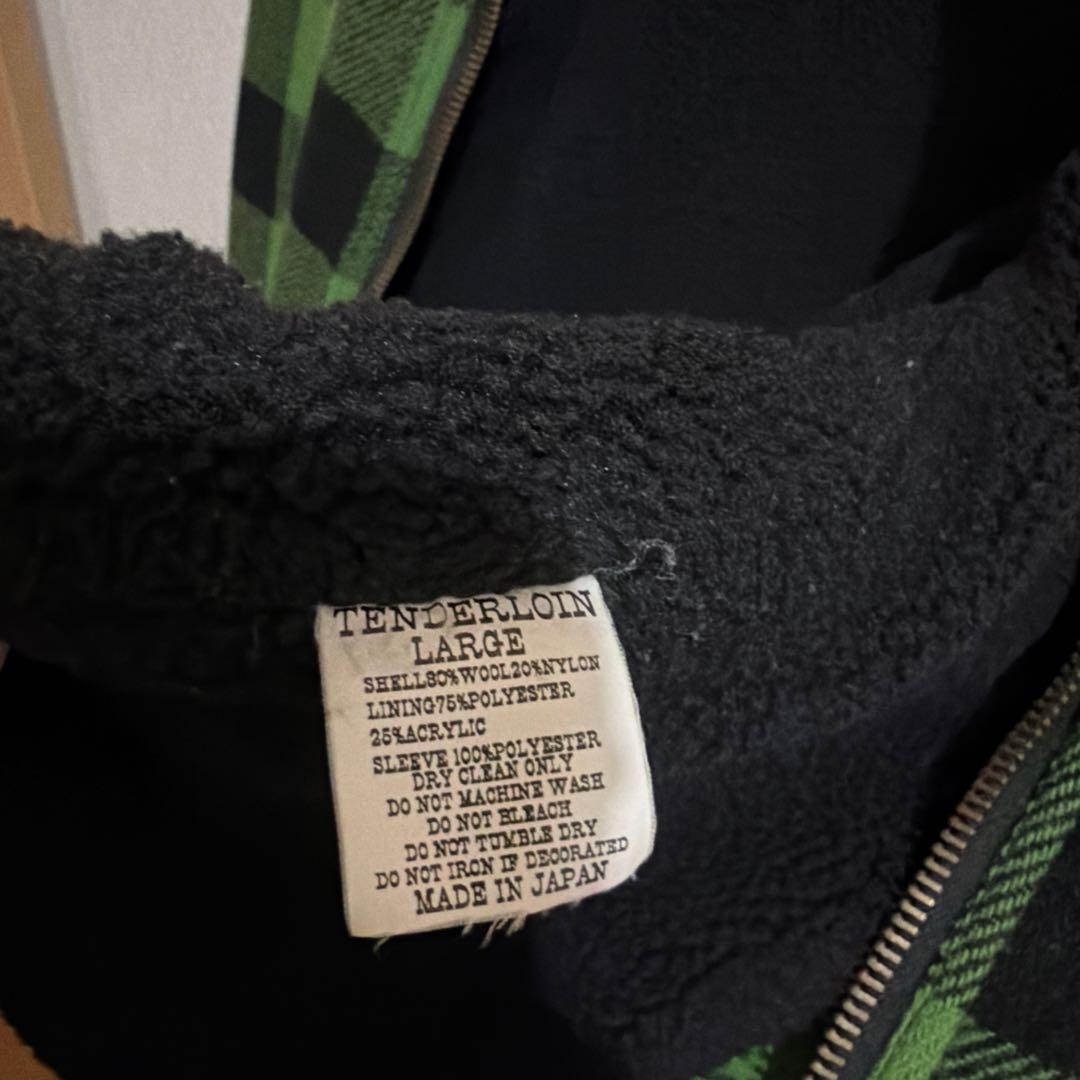 TENDERLOIN
LARGE
SHELL80%WOOL20%NYLON
LINING75%POLYESTER
25%ACRYLIC
SLEEVE 100%POLYESTER
DRY CLEAN ONLY
DO NOT MACHINE WASH
DO NOT BLEACH
DO NOT TUMBLE DRY
DO NOT IRON IF DECORATED
MADE IN JAPAN